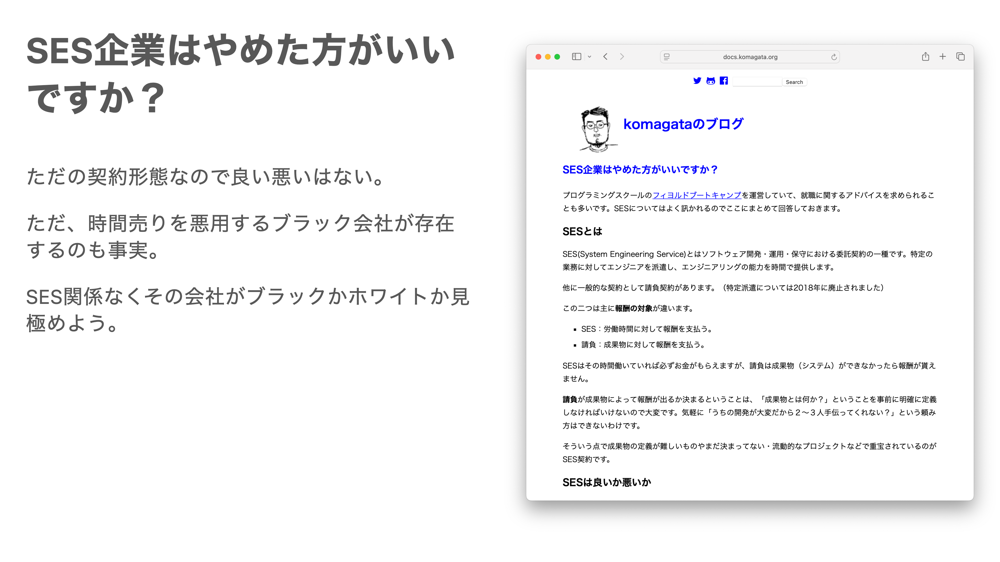 SES企業はやめた方がいい
ですか？
ただの契約形態なので良い悪いはない。
ただ、時間売りを悪用するブラック会社が存在
するのも事実。
SES関係なくその会社がブラックかホワイトか見
極めよう。
docs.komagata.org
Search
komagataのブログ
SES企業はやめた方がいいですか？
プログラミングスクールのフィヨルドブートキャンプを運営していて、就職に関するアドバイスを求められるこ
とも多いです。SESについてはよく訊かれるのでここにまとめて回答しておきます。
SESとは
SES(System Engineering Service)とはソフトウェア開発・運用・保守における委託契約の一種です。特定の
業務に対してエンジニアを派遣し、エンジニアリングの能力を時間で提供します。
他に一般的な契約として請負契約があります。（特定派遣については2018年に廃止されました）
この二つは主に報酬の対象が違います。
▪ SES：労働時間に対して報酬を支払う。
▪ 請負：成果物に対して報酬を支払う。
SESはその時間働いていれば必ずお金がもらえますが、請負は成果物（システム）ができなかったら報酬が貰え
ません。
請負が成果物によって報酬が出るか決まるということは、「成果物とは何か？」ということを事前に明確に定義
しなければいけないので大変です。気軽に「うちの開発が大変だから２〜３人手伝ってくれない？」という頼み
方はできないわけです。
そういう点で成果物の定義が難しいものやまだ決まってない・流動的なプロジェクトなどで重宝されているのが
SES契約です。
SESは良いか悪いか